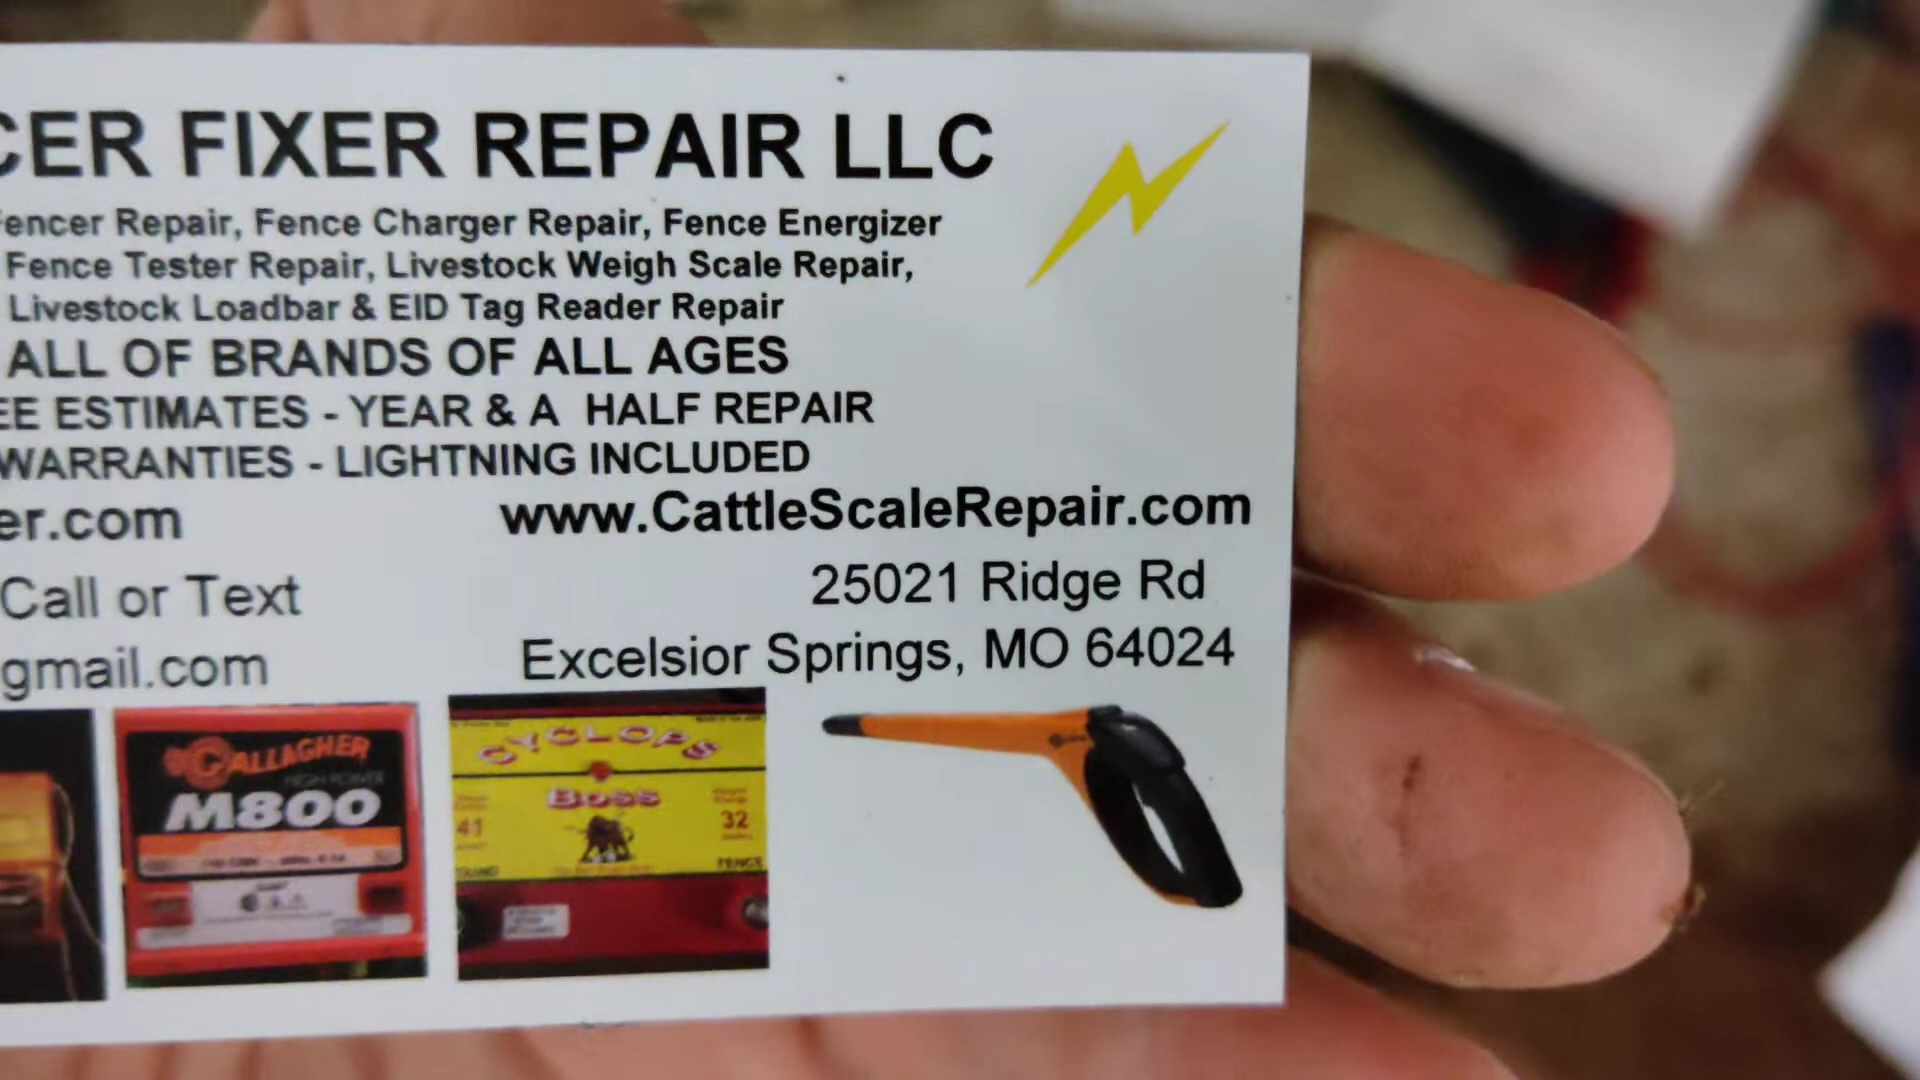 CER FIXER REPAIR LLC
Fencer Repair, Fence Charger Repair, Fence Energizer
Fence Tester Repair, Livestock Weigh Scale Repair,
Livestock Loadbar & EID Tag Reader Repair
ALL OF BRANDS OF ALL AGES
EE ESTIMATES - YEAR & A HALF REPAIR
WARRANTIES - LIGHTNING INCLUDED
er.com
www.CattleScaleRepair.com
Call or Text
25021 Ridge Rd
gmail.com
Excelsior Springs, MO 64024
GALLAGHER
HIGH POWER
M800
CYCLOPS
BOSS
41
32
FENCE